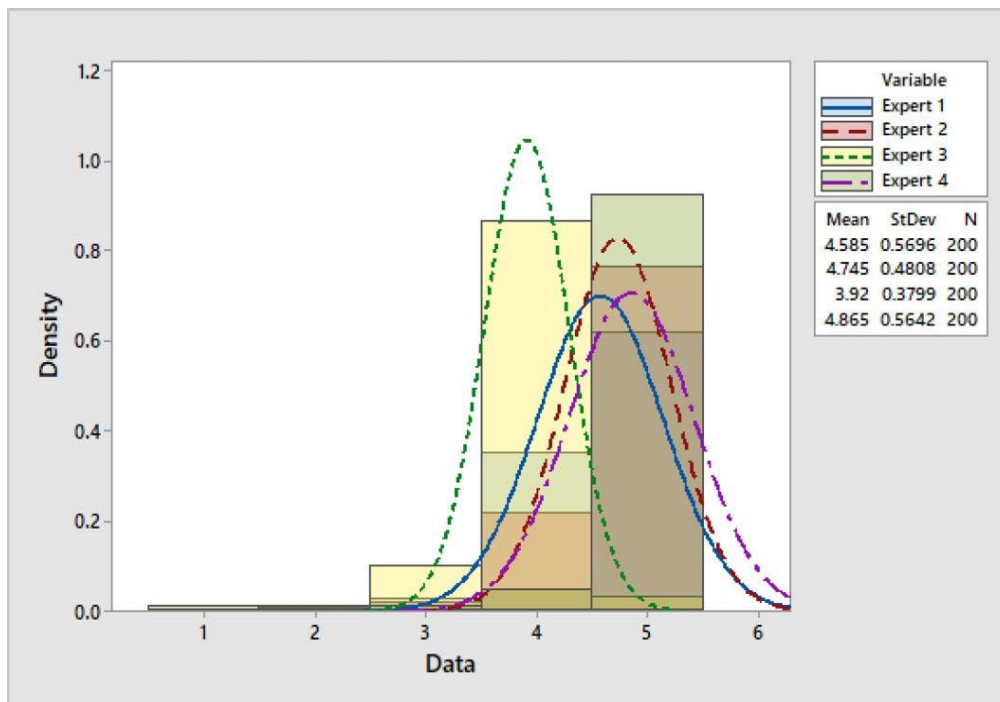 1.2
1.0
0.8
0.6
0.4
0.2
0.0
Density
1 2 3 4 5 6
Data
Variable
Expert 1
Expert 2
Expert 3
Expert 4
Mean StDev N
4.585 0.5696 200
4.745 0.4808 200
3.92 0.3799 200
4.865 0.5642 200